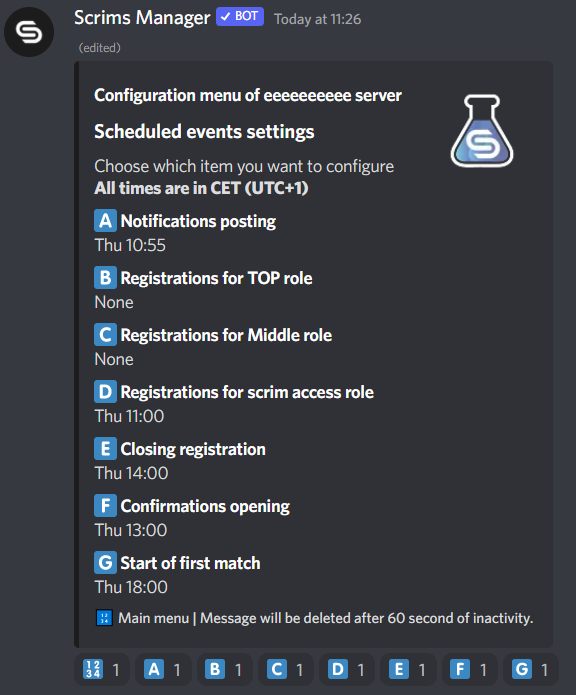 Scrims Manager ✓ BOT Today at 11:26
(edited)
Configuration menu of eeeeeeeeee server
Scheduled events settings
Choose which item you want to configure
All times are in CET (UTC+1)
A Notifications posting
Thu 10:55
B Registrations for TOP role
None
C Registrations for Middle role
None
D Registrations for scrim access role
Thu 11:00
E Closing registration
Thu 14:00
F Confirmations opening
Thu 13:00
G Start of first match
Thu 18:00
1234 Main menu | Message will be deleted after 60 second of inactivity.
1234 1 A 1 B 1 C 1 D 1 E 1 F 1 G 1